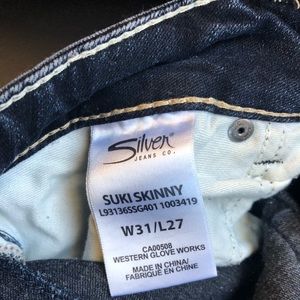 Silver®
JEANS CO.
SUKI SKINNY
L93136SSG401 1003419
W31/L27
CA00508
WESTERN GLOVE WORKS
MADE IN CHINA/
FABRIQUÉ EN CHINE